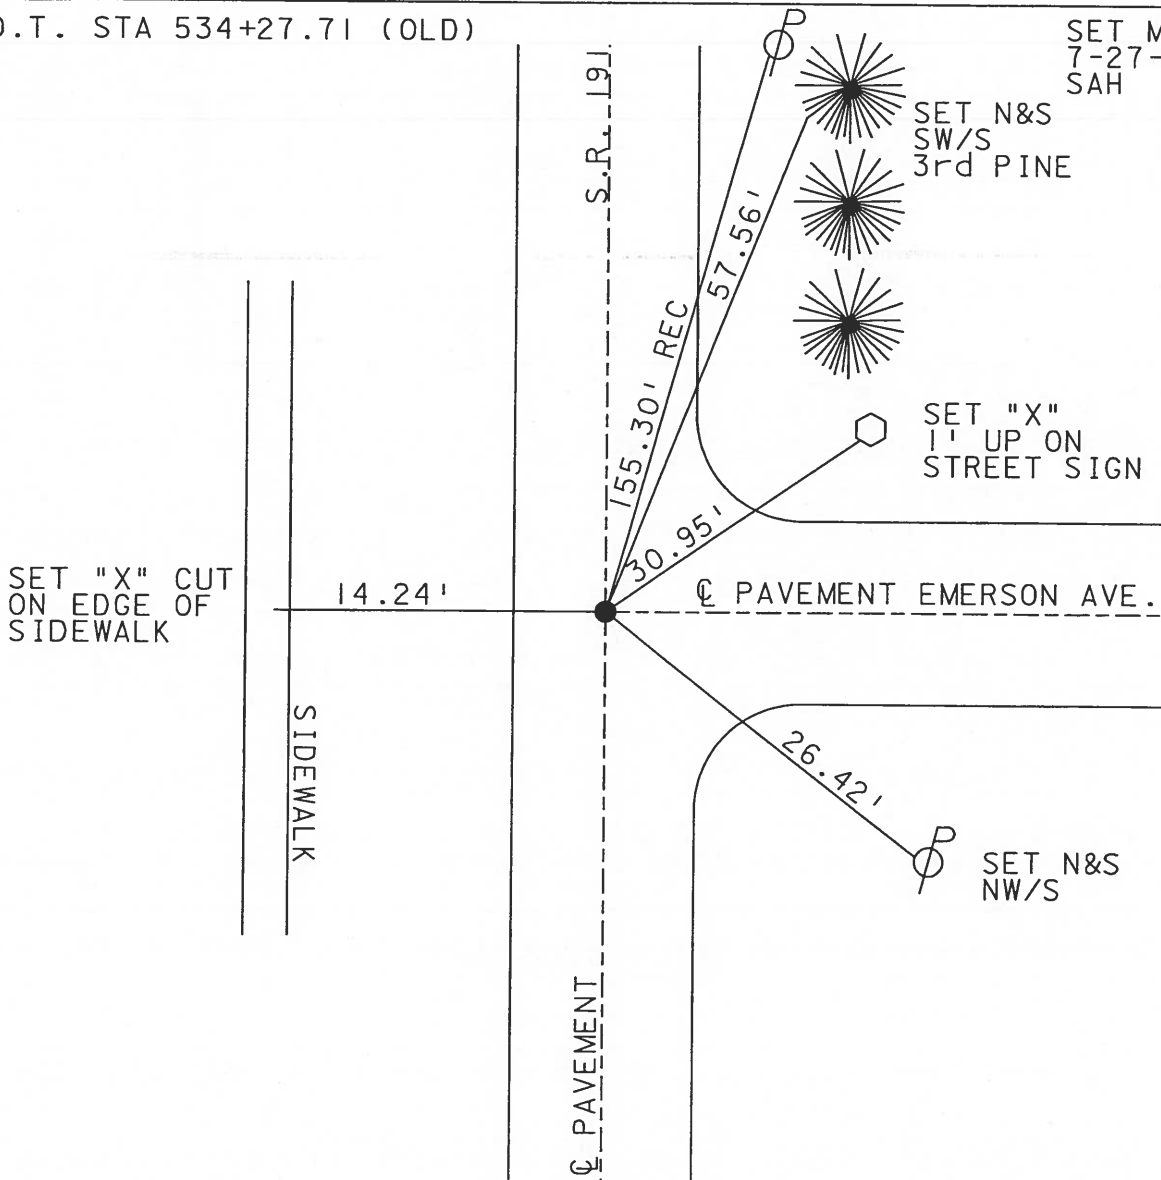 O.T. STA 534+27.71 (OLD)
SET M
7-27-
SAH
S.R. 191
SET N&S
SW/S
3rd PINE
57.56'
155.30' REC
SET "X"
1' UP ON
STREET SIGN
30.95'
SET "X" CUT
ON EDGE OF
SIDEWALK
14.24'
℄ PAVEMENT EMERSON AVE.
SIDEWALK
26.42'
P
P
SET N&S
NW/S
℄ PAVEMENT